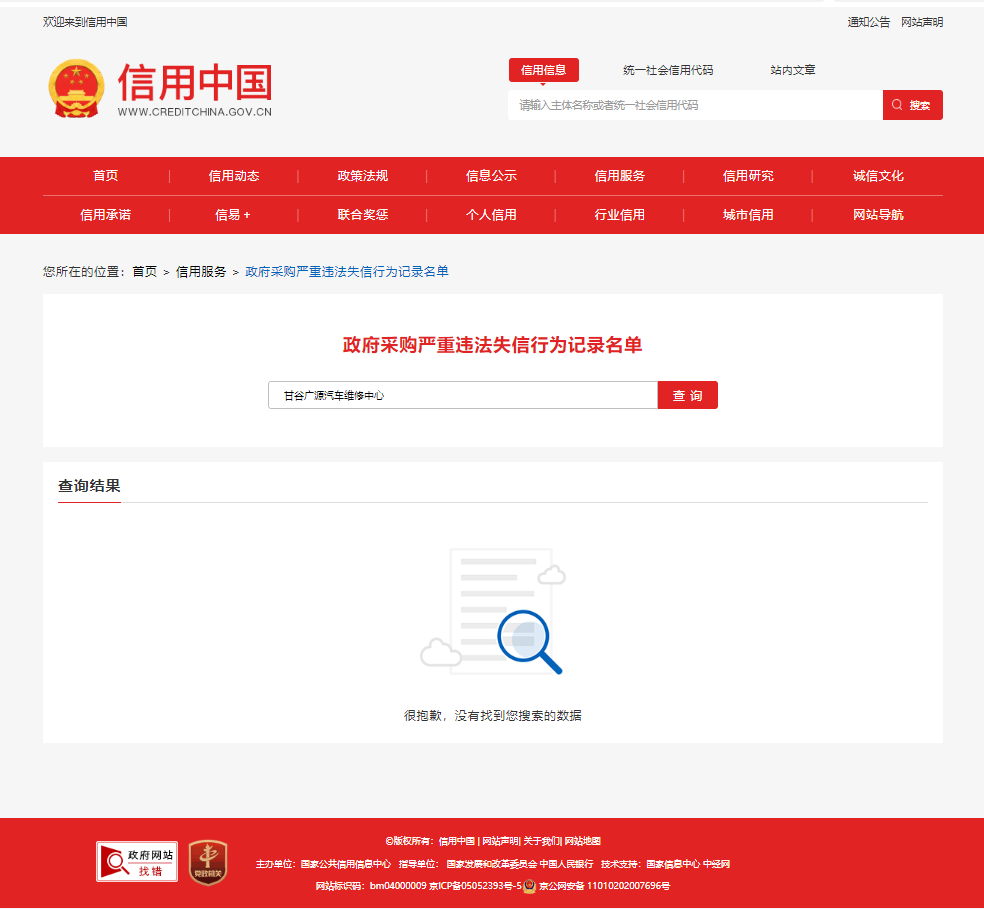 欢迎来到信用中国
通知公告 网站声明
信用中国
WWW.CREDITCHINA.GOV.CN
信用信息 统一社会信用代码 站内文章
请输入主体名称或者统一社会信用代码 搜索
首页 | 信用动态 | 政策法规 | 信息公示 | 信用服务 | 信用研究 | 诚信文化
信用承诺 | 信易+ | 联合奖惩 | 个人信用 | 行业信用 | 城市信用 | 网站导航
您所在的位置：首页 > 信用服务 > 政府采购严重违法失信行为记录名单
政府采购严重违法失信行为记录名单
甘谷广源汽车维修中心 查 询
查询结果
很抱歉，没有找到您搜索的数据
政府网站
找错
党政机关
©版权所有：信用中国 | 网站声明| 关于我们| 网站地图
主办单位：国家公共信用信息中心 指导单位： 国家发展和改革委员会 中国人民银行 技术支持：国家信息中心 中经网
网站标识码：bm04000009 京ICP备05052393号-5 京公网安备 11010202007696号